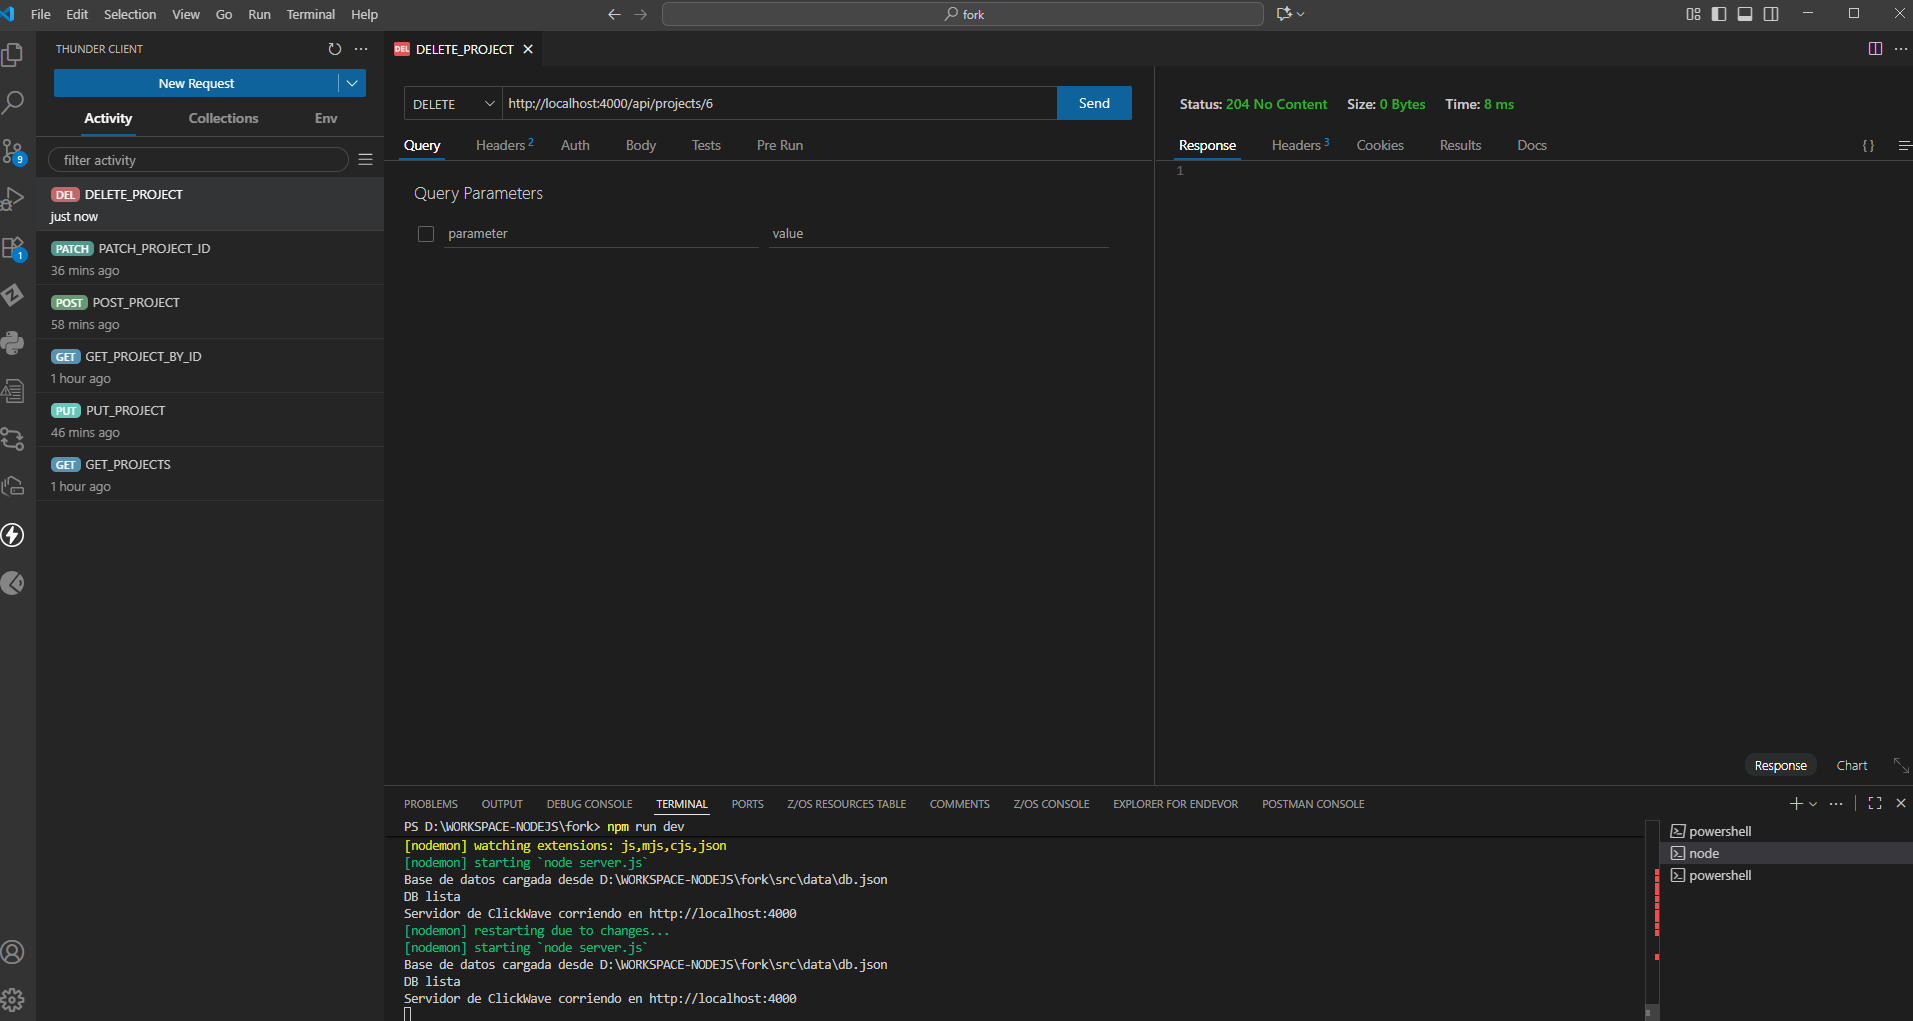 File Edit Selection View Go Run Terminal Help
fork
THUNDER CLIENT
New Request
Activity Collections Env
filter activity
DEL DELETE_PROJECT
just now
PATCH PATCH_PROJECT_ID
36 mins ago
POST POST_PROJECT
58 mins ago
GET GET_PROJECT_BY_ID
1 hour ago
PUT PUT_PROJECT
46 mins ago
GET GET_PROJECTS
1 hour ago
9
1
DEL DELETE_PROJECT
DELETE http://localhost:4000/api/projects/6 Send
Query Headers 2 Auth Body Tests Pre Run
Query Parameters
parameter value
Status: 204 No Content Size: 0 Bytes Time: 8 ms
Response Headers 3 Cookies Results Docs { }
1
Response Chart
PROBLEMS OUTPUT DEBUG CONSOLE TERMINAL PORTS Z/OS RESOURCES TABLE COMMENTS Z/OS CONSOLE EXPLORER FOR ENDEVOR POSTMAN CONSOLE
PS D:\WORKSPACE-NODEJS\fork> npm run dev
[nodemon] watching extensions: js,mjs,cjs,json
[nodemon] starting `node server.js`
Base de datos cargada desde D:\WORKSPACE-NODEJS\fork\src\data\db.json
DB lista
Servidor de ClickWave corriendo en http://localhost:4000
[nodemon] restarting due to changes...
[nodemon] starting `node server.js`
Base de datos cargada desde D:\WORKSPACE-NODEJS\fork\src\data\db.json
DB lista
Servidor de ClickWave corriendo en http://localhost:4000
powershell
node
powershell